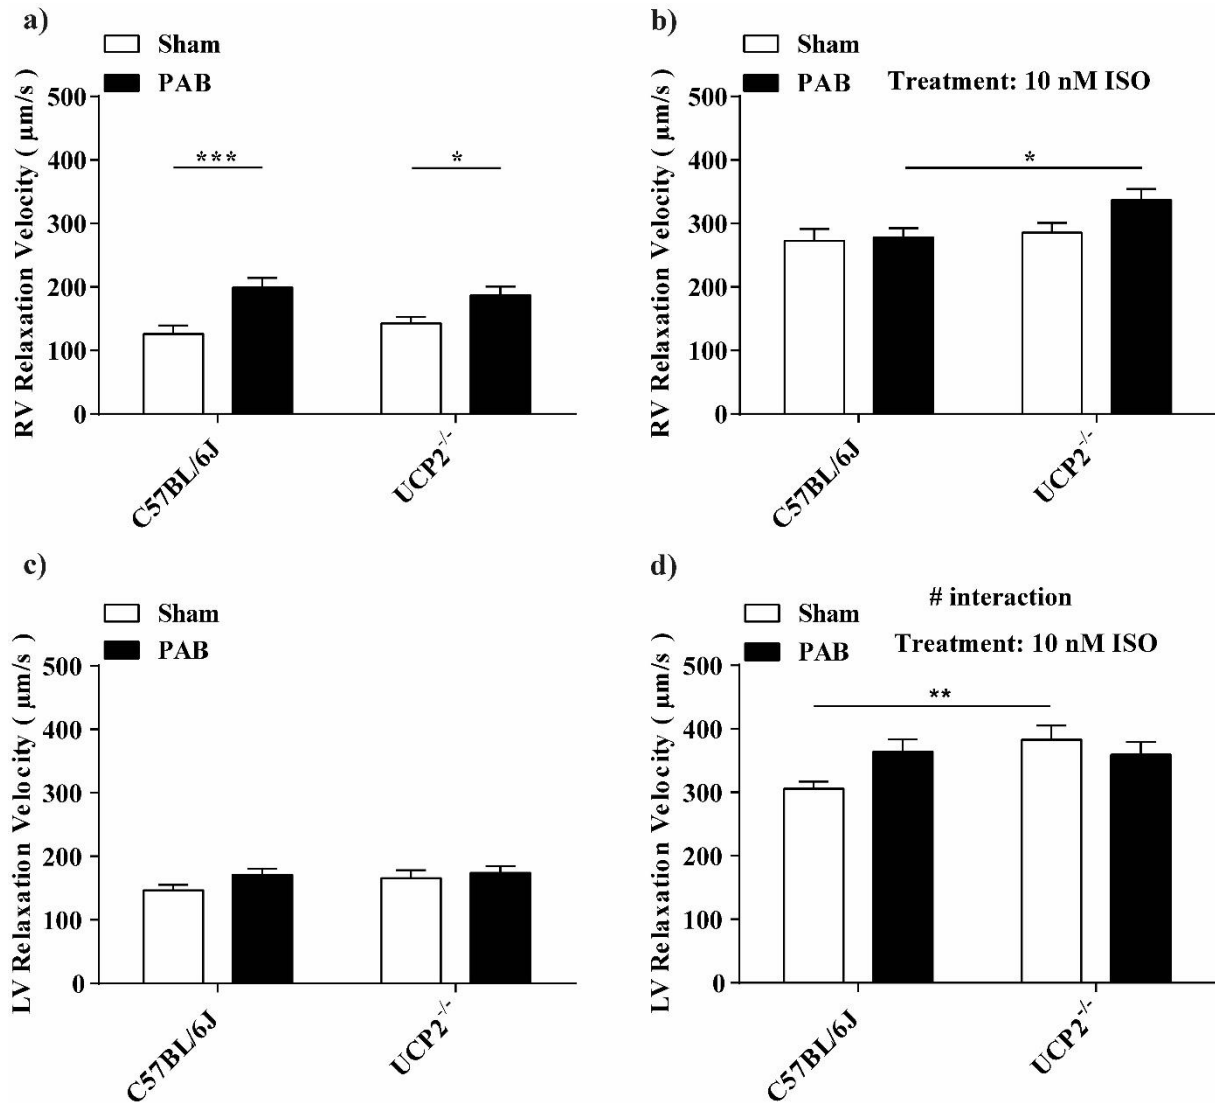 a)
Sham
PAB
RV Relaxation Velocity ( µm/s )
500
400
300
200
100
0
***
*
C57BL/6J
UCP2-/-
b)
Sham
PAB
Treatment: 10 nM ISO
RV Relaxation Velocity ( µm/s )
500
400
300
200
100
0
*
C57BL/6J
UCP2-/-
c)
Sham
PAB
LV Relaxation Velocity ( µm/s )
500
400
300
200
100
0
C57BL/6J
UCP2-/-
d)
# interaction
Sham
PAB
Treatment: 10 nM ISO
LV Relaxation Velocity ( µm/s )
500
400
300
200
100
0
**
C57BL/6J
UCP2-/-